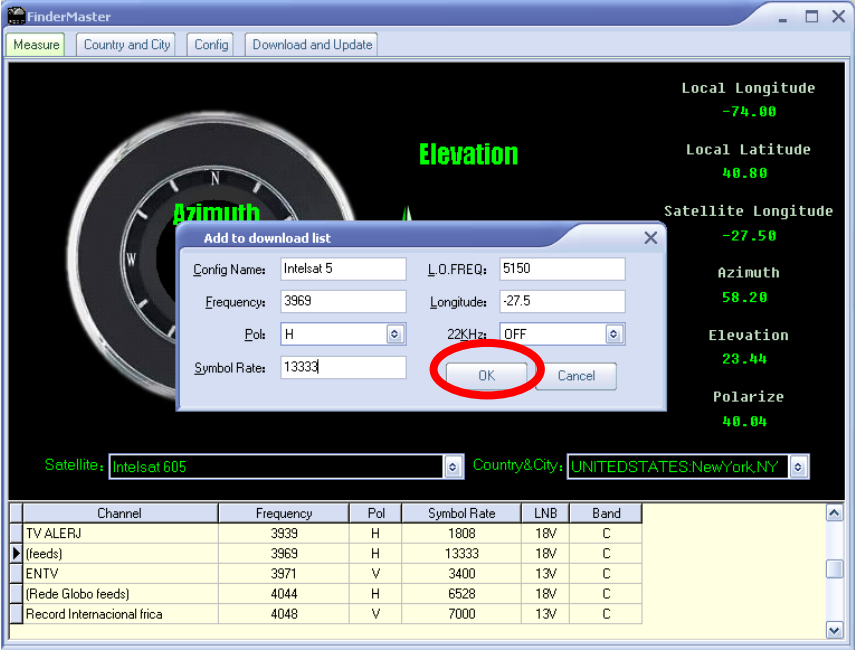 FinderMaster
Measure Country and City Config Download and Update
Local Longitude
-74.00
Elevation
Local Latitude
40.80
N
Azimuth
Satellite Longitude
-27.50
Add to download list
W
Config Name: Intelsat 5 L.O.FREQ: 5150
Frequency: 3969 Longitude: -27.5
Pol: H 22KHz: OFF
Symbol Rate: 13333 OK Cancel
Azimuth
58.20
Elevation
23.44
Polarize
40.04
Satellite: Intelsat 605 Country&City: UNITEDSTATES:NewYork,NY
Channel Frequency Pol Symbol Rate LNB Band
TV ALERJ 3939 H 1808 18V C
(feeds) 3969 H 13333 18V C
ENTV 3971 V 3400 13V C
(Rede Globo feeds) 4044 H 6528 18V C
Record Internacional frica 4048 V 7000 13V C